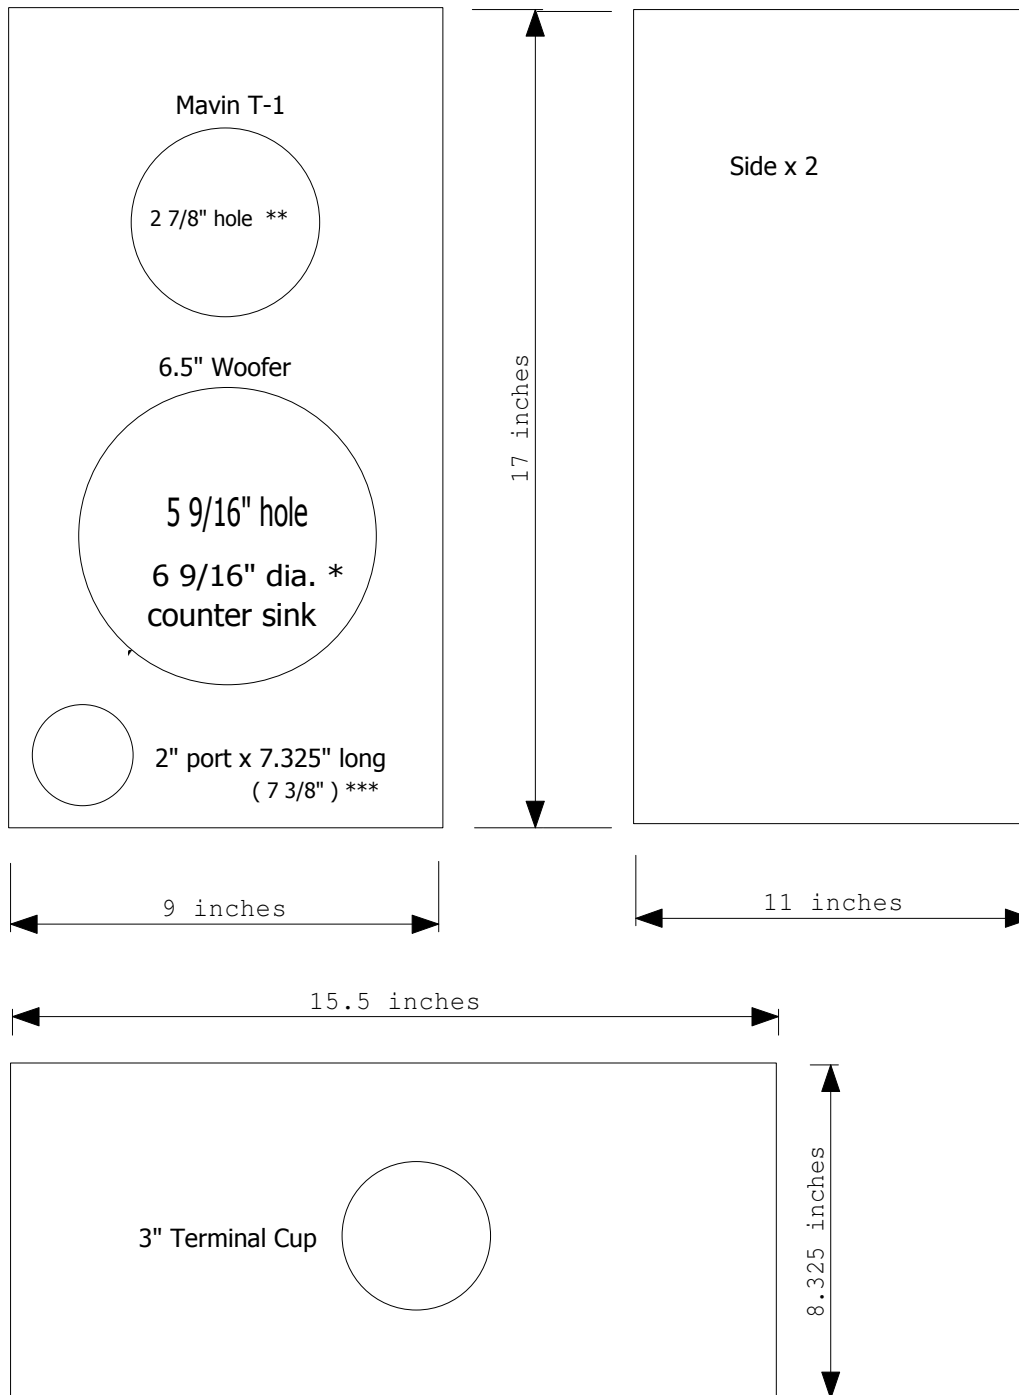 Mavin T-1
2 7/8" hole **
6.5" Woofer
5 9/16" hole
6 9/16" dia. *
counter sink
2" port x 7.325" long
( 7 3/8" ) ***
9 inches
17 inches
Side x 2
11 inches
15.5 inches
3" Terminal Cup
8.325 inches